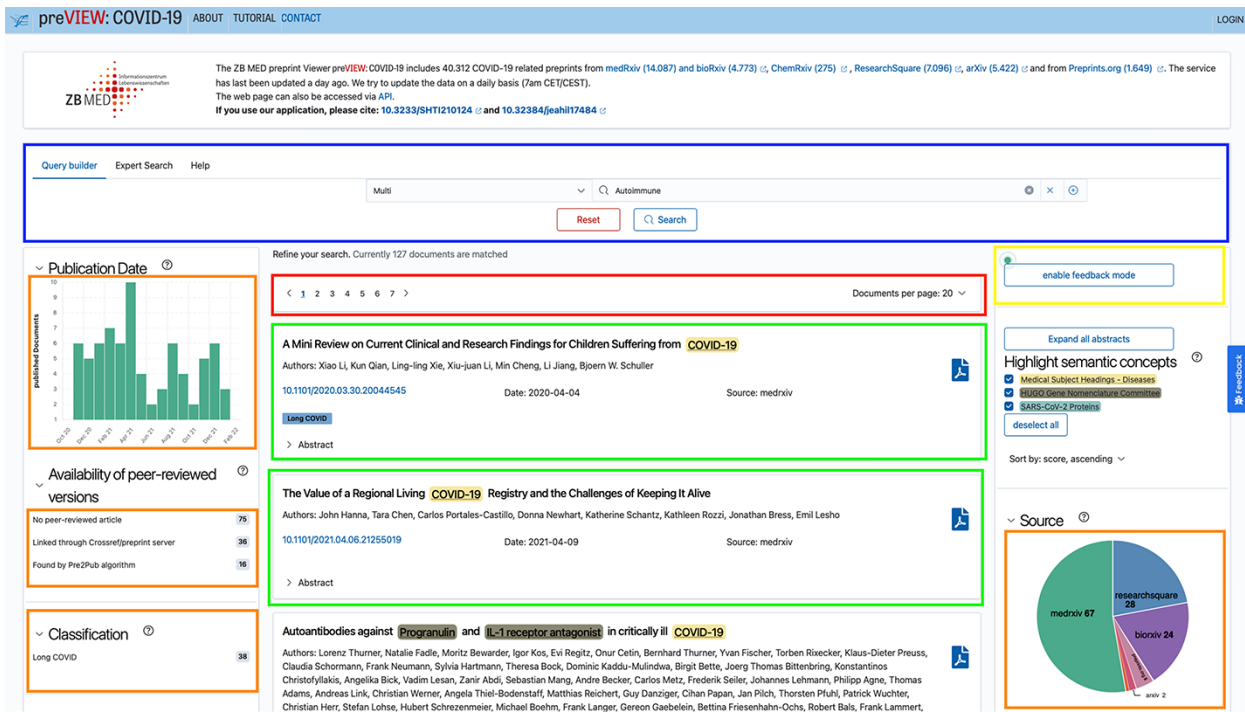 preVIEW: COVID-19 ABOUT TUTORIAL CONTACT
LOGIN
ZB MED
Informationszentrum
Lebenswissenschaften
The ZB MED preprint Viewer preVIEW: COVID-19 includes 40.312 COVID-19 related preprints from medRxiv (14.087) and bioRxiv (4.773) , ChemRxiv (275) , ResearchSquare (7.096) , arXiv (5.422) and from Preprints.org (1.649) . The service
has last been updated a day ago. We try to update the data on a daily basis (7am CET/CEST).
The web page can also be accessed via API.
If you use our application, please cite: 10.3233/SHTI210124 and 10.32384/jeahil17484
Query builder Expert Search Help
Multi
Autoimmune
Reset
Search
Publication Date
published Documents
10
9
8
7
6
5
4
3
2
1
Oct 20 Dec 20 Feb 21 Apr 21 Jun 21 Aug 21 Oct 21 Dec 21 Feb 22
Availability of peer-reviewed
versions
No peer-reviewed article 75
Linked through Crossref/preprint server 36
Found by Pre2Pub algorithm 16
Classification
Long COVID 38
Refine your search. Currently 127 documents are matched
< 1 2 3 4 5 6 7 >
Documents per page: 20
A Mini Review on Current Clinical and Research Findings for Children Suffering from COVID-19
Authors: Xiao Li, Kun Qian, Ling-ling Xie, Xiu-juan Li, Min Cheng, Li Jiang, Bjoern W. Schuller
10.1101/2020.03.30.20044545 Date: 2020-04-04 Source: medrxiv
Long COVID
Abstract
The Value of a Regional Living COVID-19 Registry and the Challenges of Keeping It Alive
Authors: John Hanna, Tara Chen, Carlos Portales-Castillo, Donna Newhart, Katherine Schantz, Kathleen Rozzi, Jonathan Bress, Emil Lesho
10.1101/2021.04.06.21255019 Date: 2021-04-09 Source: medrxiv
Abstract
Autoantibodies against Progranulin and IL-1 receptor antagonist in critically ill COVID-19
Authors: Lorenz Thurner, Natalie Fadle, Moritz Bewarder, Igor Kos, Evi Regitz, Onur Cetin, Bernhard Thurner, Yvan Fischer, Torben Rixecker, Klaus-Dieter Preuss,
Claudia Schormann, Frank Neumann, Sylvia Hartmann, Theresa Bock, Dominic Kaddu-Mulindwa, Birgit Bette, Joerg Thomas Bittenbring, Konstantinos
Christofyllakis, Angelika Bick, Vadim Lesan, Zanir Abdi, Sebastian Mang, Andre Becker, Carlos Metz, Frederik Seiler, Johannes Lehmann, Philipp Agne, Thomas
Adams, Andreas Link, Christian Werner, Angela Thiel-Bodenstaff, Matthias Reichert, Guy Danziger, Cihan Papan, Jan Pilch, Thorsten Pfuhl, Patrick Wuchter,
Christian Herr, Stefan Lohse, Hubert Schrezenmeier, Michael Boehm, Frank Langer, Gereon Gaebelein, Bettina Friesenhahn-Ochs, Robert Bals, Frank Lammert,
enable feedback mode
Expand all abstracts
Highlight semantic concepts
Medical Subject Headings - Diseases
HUGO Gene Nomenclature Committee
SARS-CoV-2 Proteins
deselect all
Sort by: score, ascending
Feedback
Source
medrxiv 67
researchsquare
28
biorxiv 24
arxiv 2